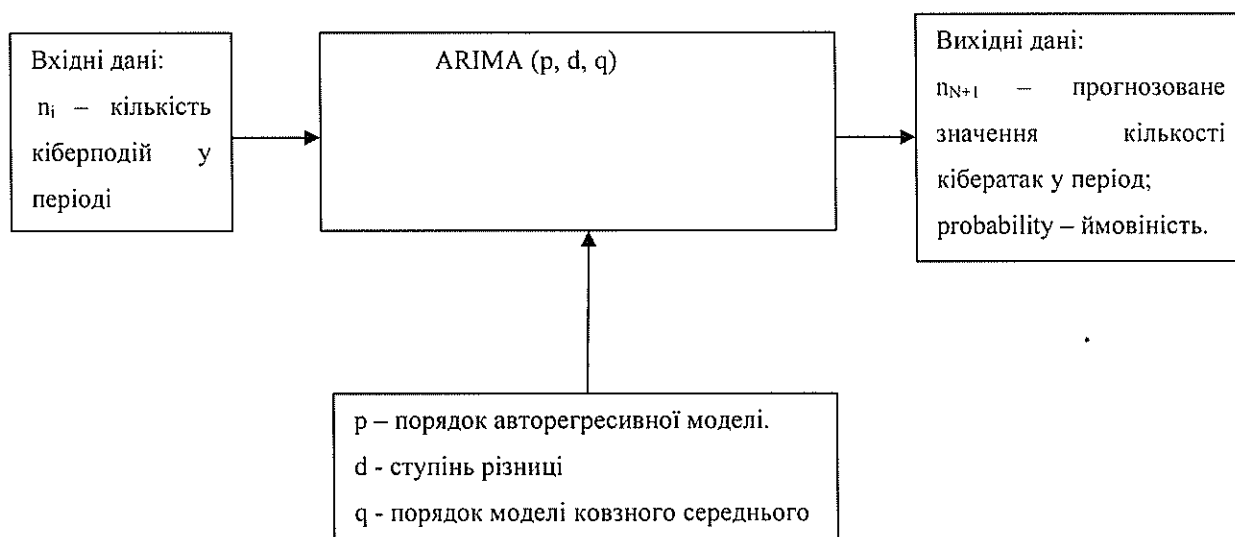 Вхідні дані:
nᵢ – кількість
кіберподій у
періоді
ARIMA (p, d, q)
Вихідні дані:
n_N+1 – прогнозоване
значення кількості
кібератак у період;
probability – ймовіність.
p – порядок авторегресивної моделі.
d - ступінь різниці
q - порядок моделі ковзного середнього